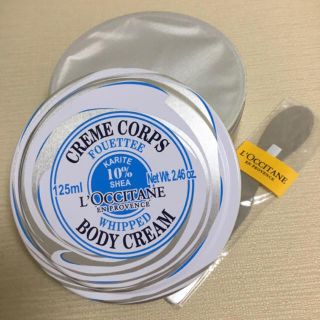 CREME CORPS
FOUETTEE
KARITE
10%
SHEA
125ml
Net Wt. 2.46 oz.
L'OCCITANE
EN PROVENCE
WHIPPED
BODY CREAM
L'OCCITANE
EN PROVENCE